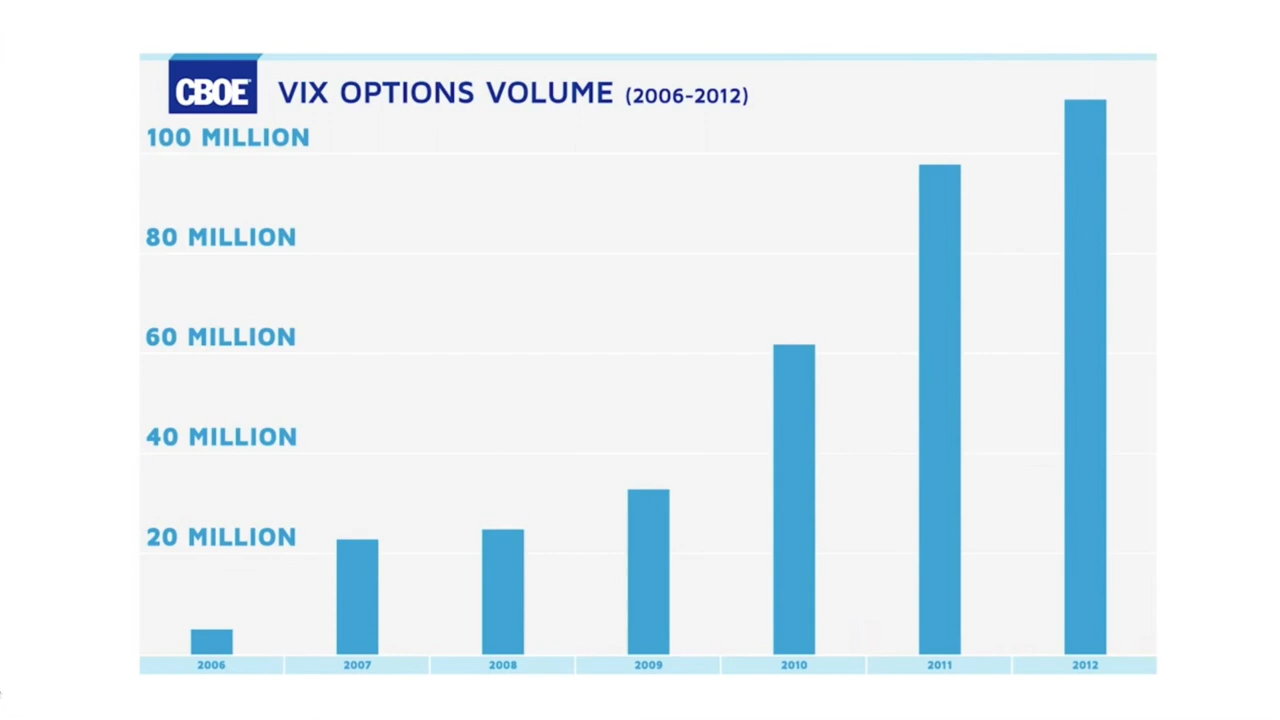 CBOE VIX OPTIONS VOLUME (2006-2012)
100 MILLION
80 MILLION
60 MILLION
40 MILLION
20 MILLION
2006 2007 2008 2009 2010 2011 2012